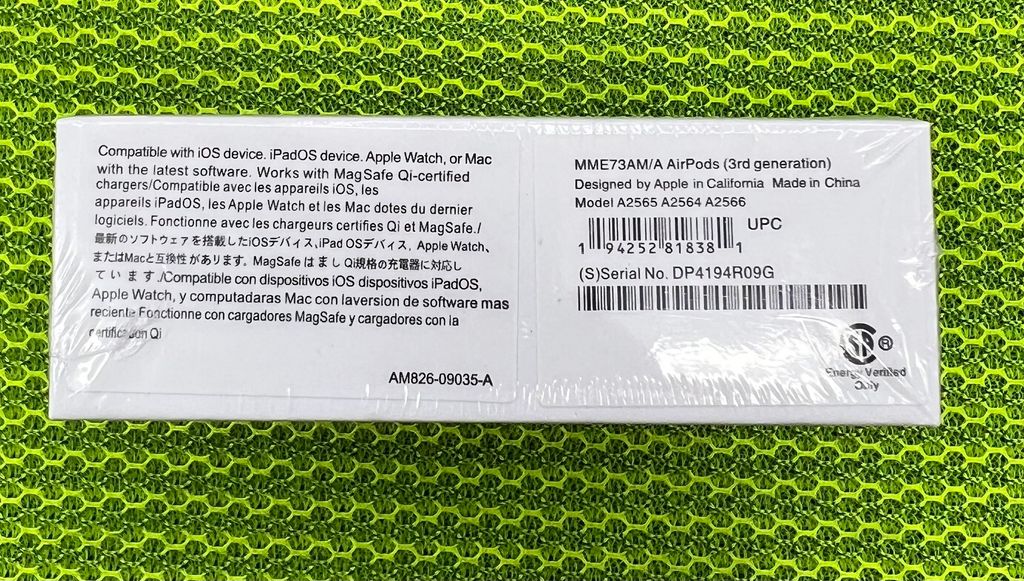 Compatible with iOS device. iPadOS device. Apple Watch, or Mac
with the latest software. Works with MagSafe Qi-certified
chargers/Compatible avec les appareils iOS, les
appareils iPadOS, les Apple Watch et les Mac dotes du dernier
logiciels. Fonctionne avec les chargeurs certifies Qi et MagSafe./
最新のソフトウェアを搭載したiOSデバイス、iPad OSデバイス, Apple Watch、
またはMacと互換性があります. MagSafe は ま し Qi規格の充電器に対応し
て い ま す./Compatible con dispositivos iOS dispositivos iPadOS,
Apple Watch, y computadaras Mac con laversion de software mas
reciente Fonctionne con cargadores MagSafe y cargadores con la
certification Qi
AM826-09035-A
MME73AM/A AirPods (3rd generation)
Designed by Apple in California Made in China
Model A2565 A2564 A2566
UPC
1 94252 81838 1
(S)Serial No. DP4194R09G
SP ®
Energy Verified
Only